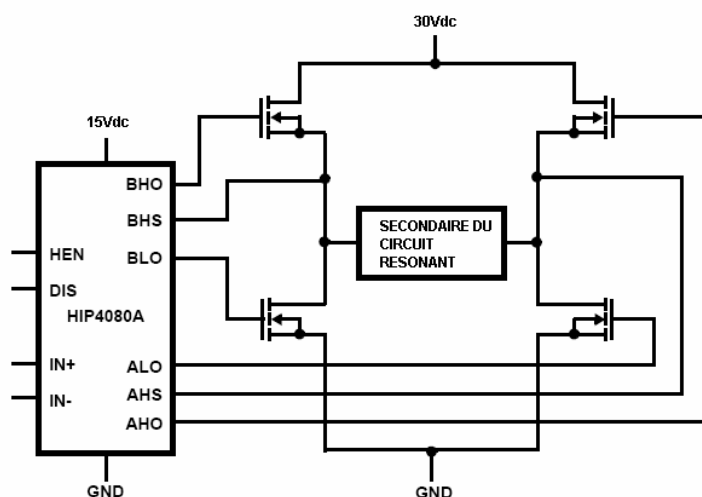 30Vdc
15Vdc
BHO
BHS
HEN
BLO
DIS
HIP4080A
IN+
ALO
IN-
AHS
AHO
SECONDAIRE DU
CIRCUIT
RESONANT
GND
GND